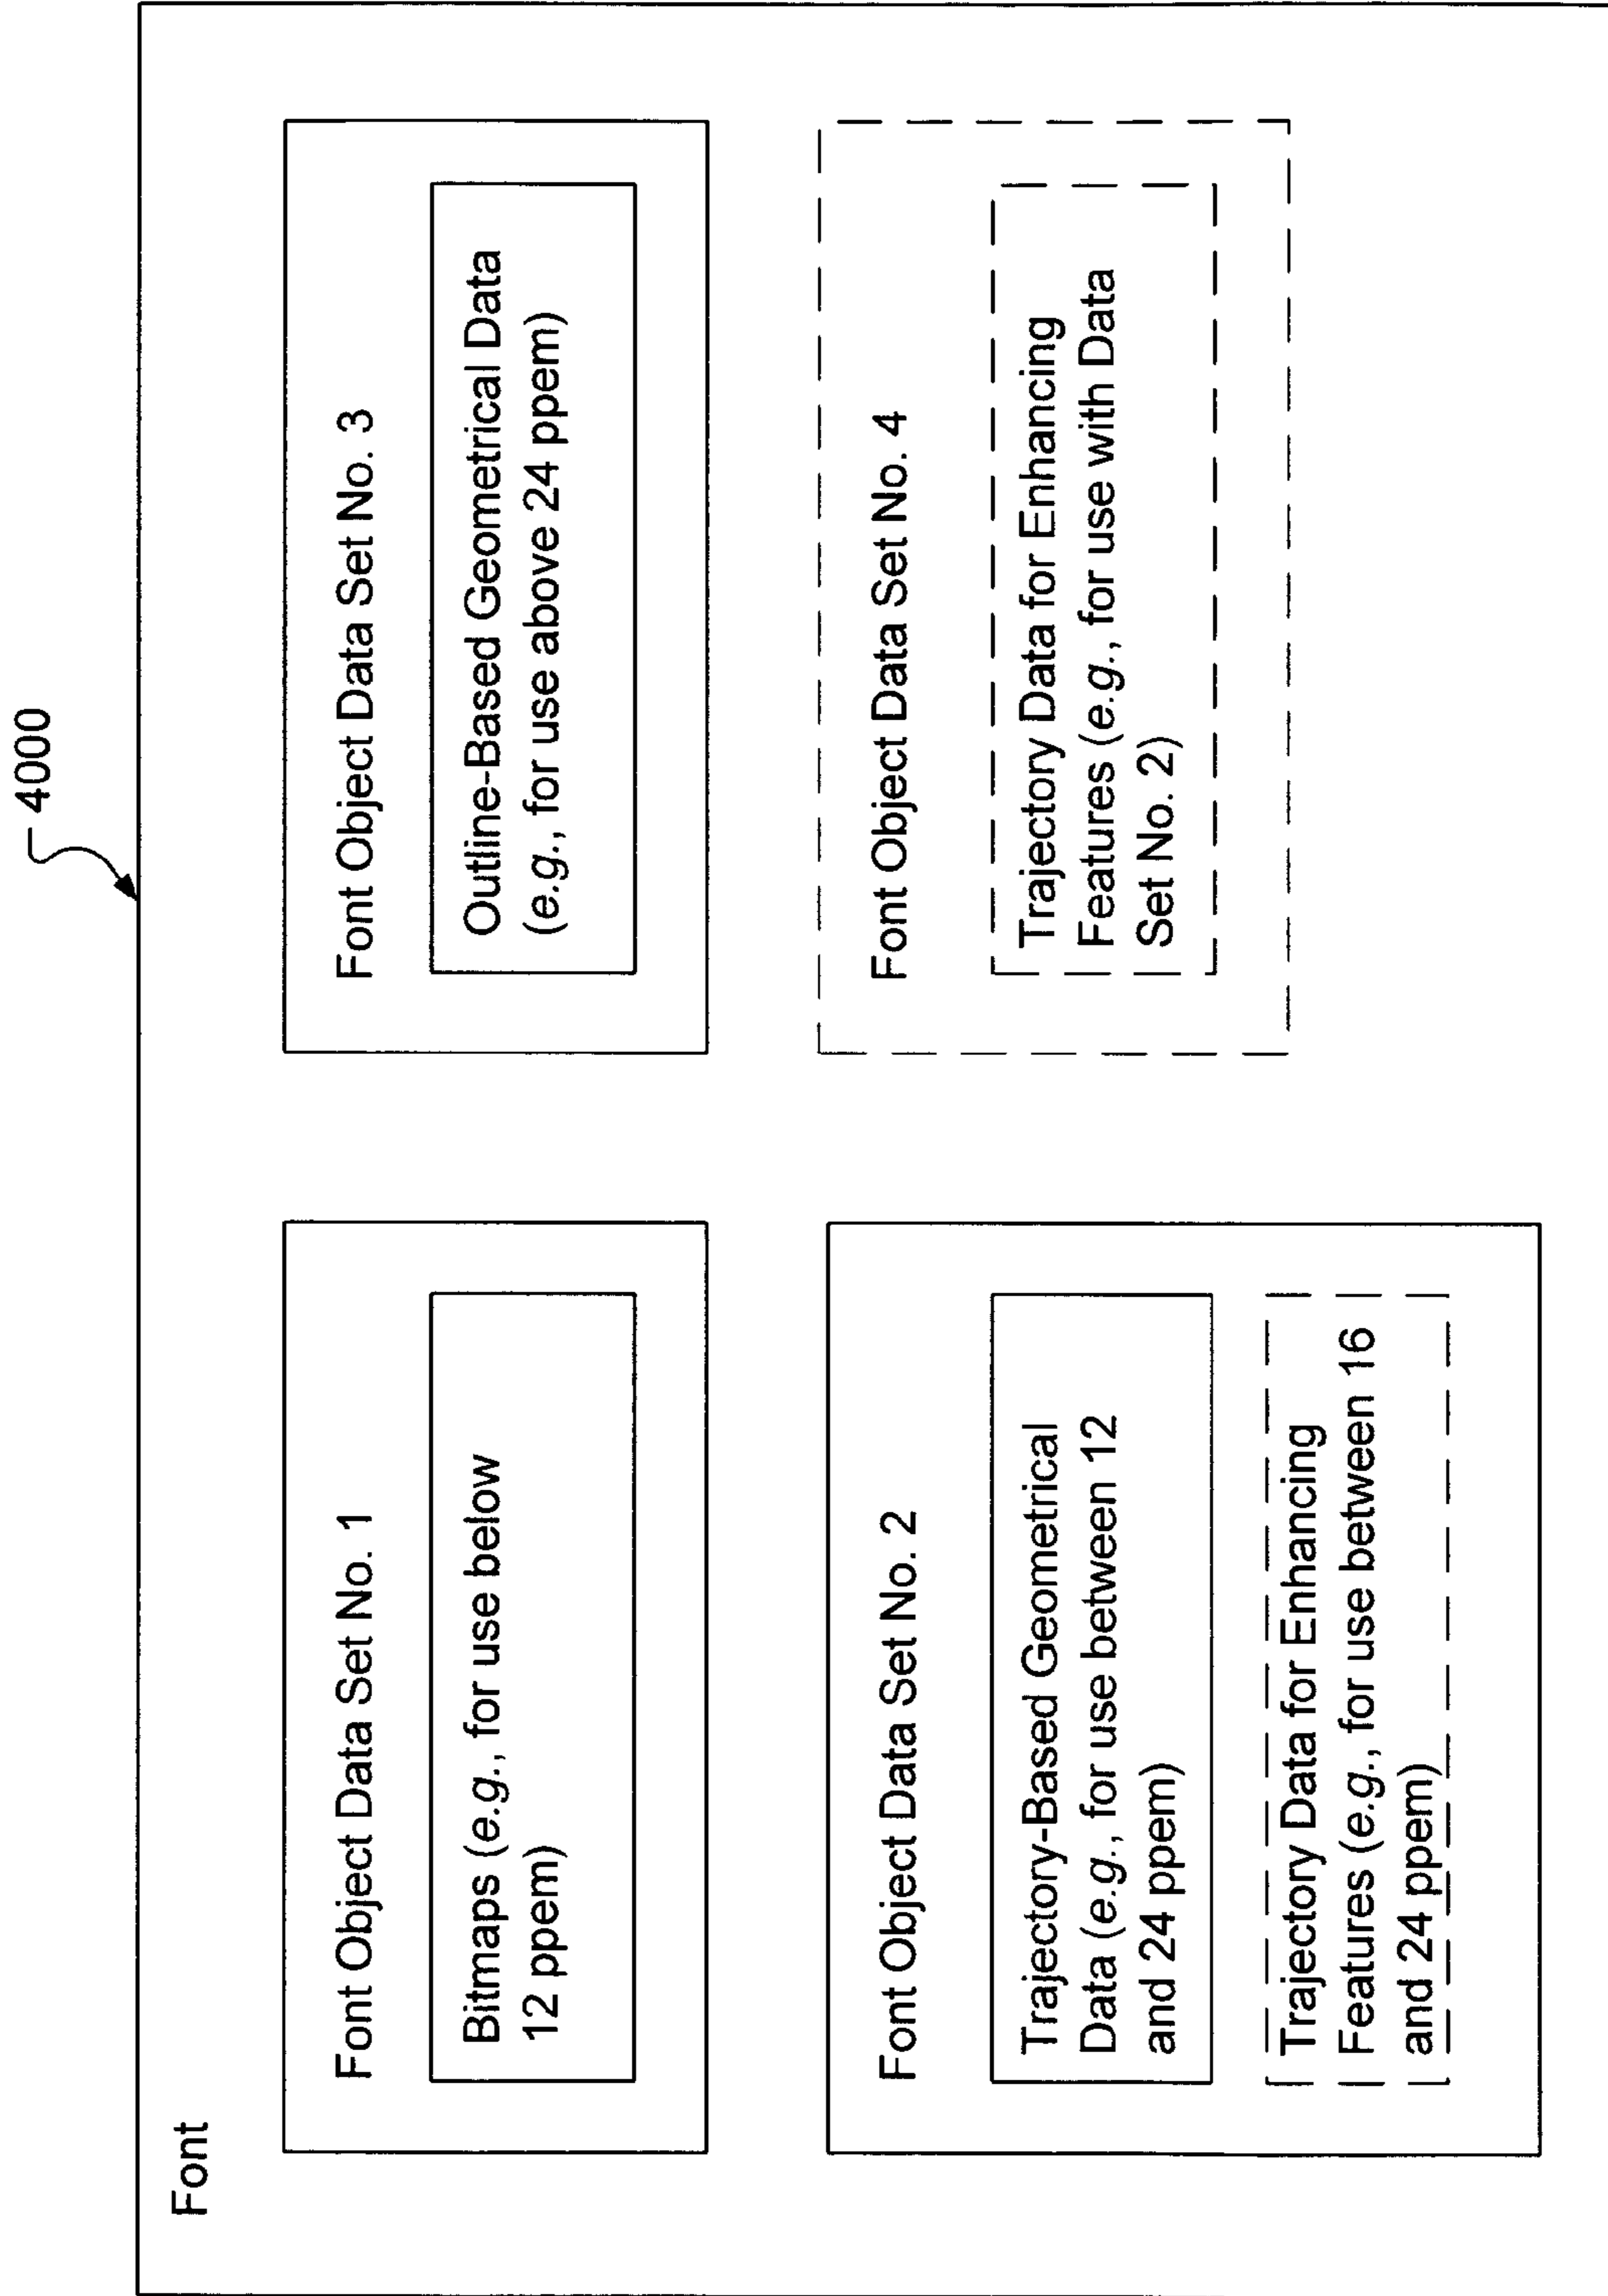 4000
Font
Font Object Data Set No. 1
Bitmaps (e.g., for use below
12 ppem)
Font Object Data Set No. 2
Trajectory-Based Geometrical
Data (e.g., for use between 12
and 24 ppem)
Trajectory Data for Enhancing
Features (e.g., for use between 16
and 24 ppem)
Font Object Data Set No. 3
Outline-Based Geometrical Data
(e.g., for use above 24 ppem)
Font Object Data Set No. 4
Trajectory Data for Enhancing
Features (e.g., for use with Data
Set No. 2)